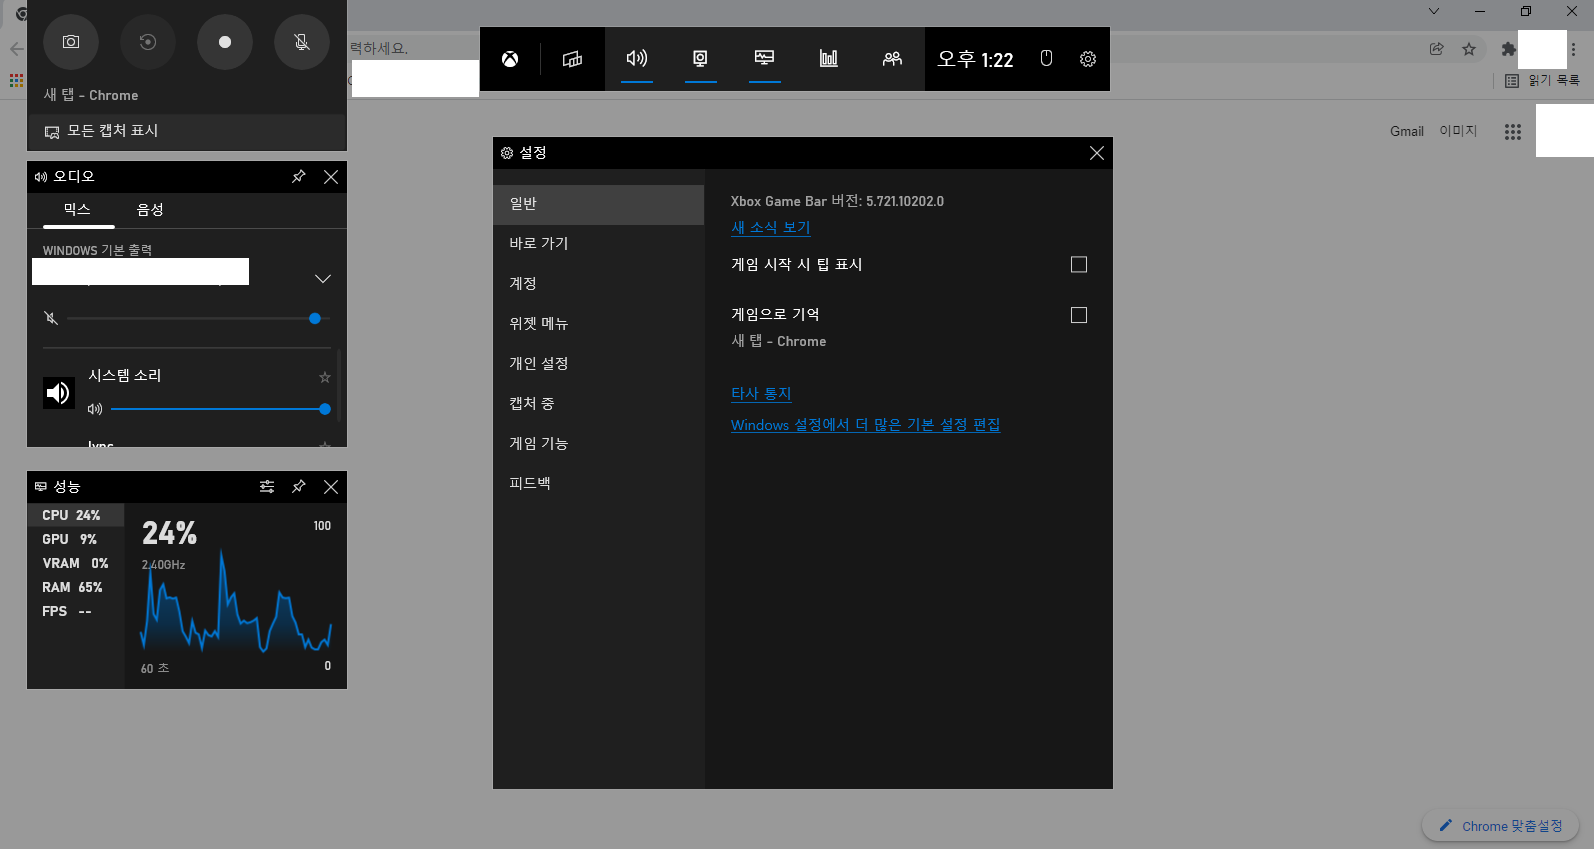 력하세요.
새 탭 - Chrome
모든 캡처 표시
오후 1:22
읽기 목록
Gmail
이미지
오디오
믹스
음성
WINDOWS 기본 출력
시스템 소리
성능
CPU 24%
GPU 9%
VRAM 0%
RAM 65%
FPS --
24%
100
2.40GHz
60 초
0
설정
일반
바로 가기
계정
위젯 메뉴
개인 설정
캡처 중
게임 기능
피드백
Xbox Game Bar 버전: 5.721.10202.0
새 소식 보기
게임 시작 시 팁 표시
게임으로 기억
새 탭 - Chrome
타사 통지
Windows 설정에서 더 많은 기본 설정 편집
Chrome 맞춤설정